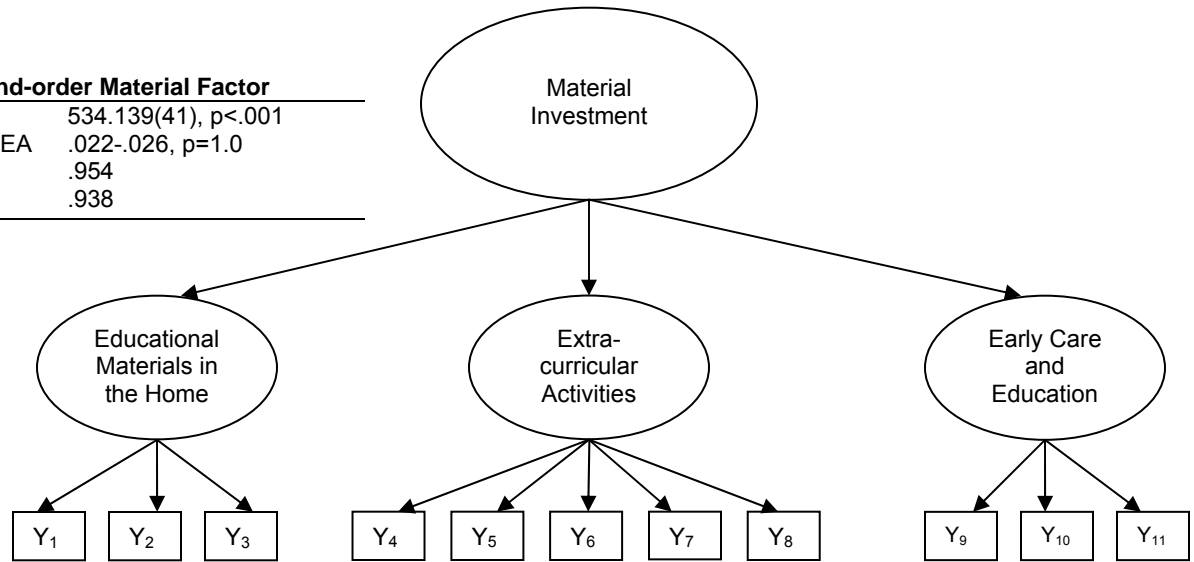 nd-order Material Factor
534.139(41), p<.001
EA .022-.026, p=1.0
.954
.938
Material
Investment
Educational
Materials in
the Home
Extra-
curricular
Activities
Early Care
and
Education
Y₁ Y₂ Y₃ Y₄ Y₅ Y₆ Y₇ Y₈ Y₉ Y₁₀ Y₁₁